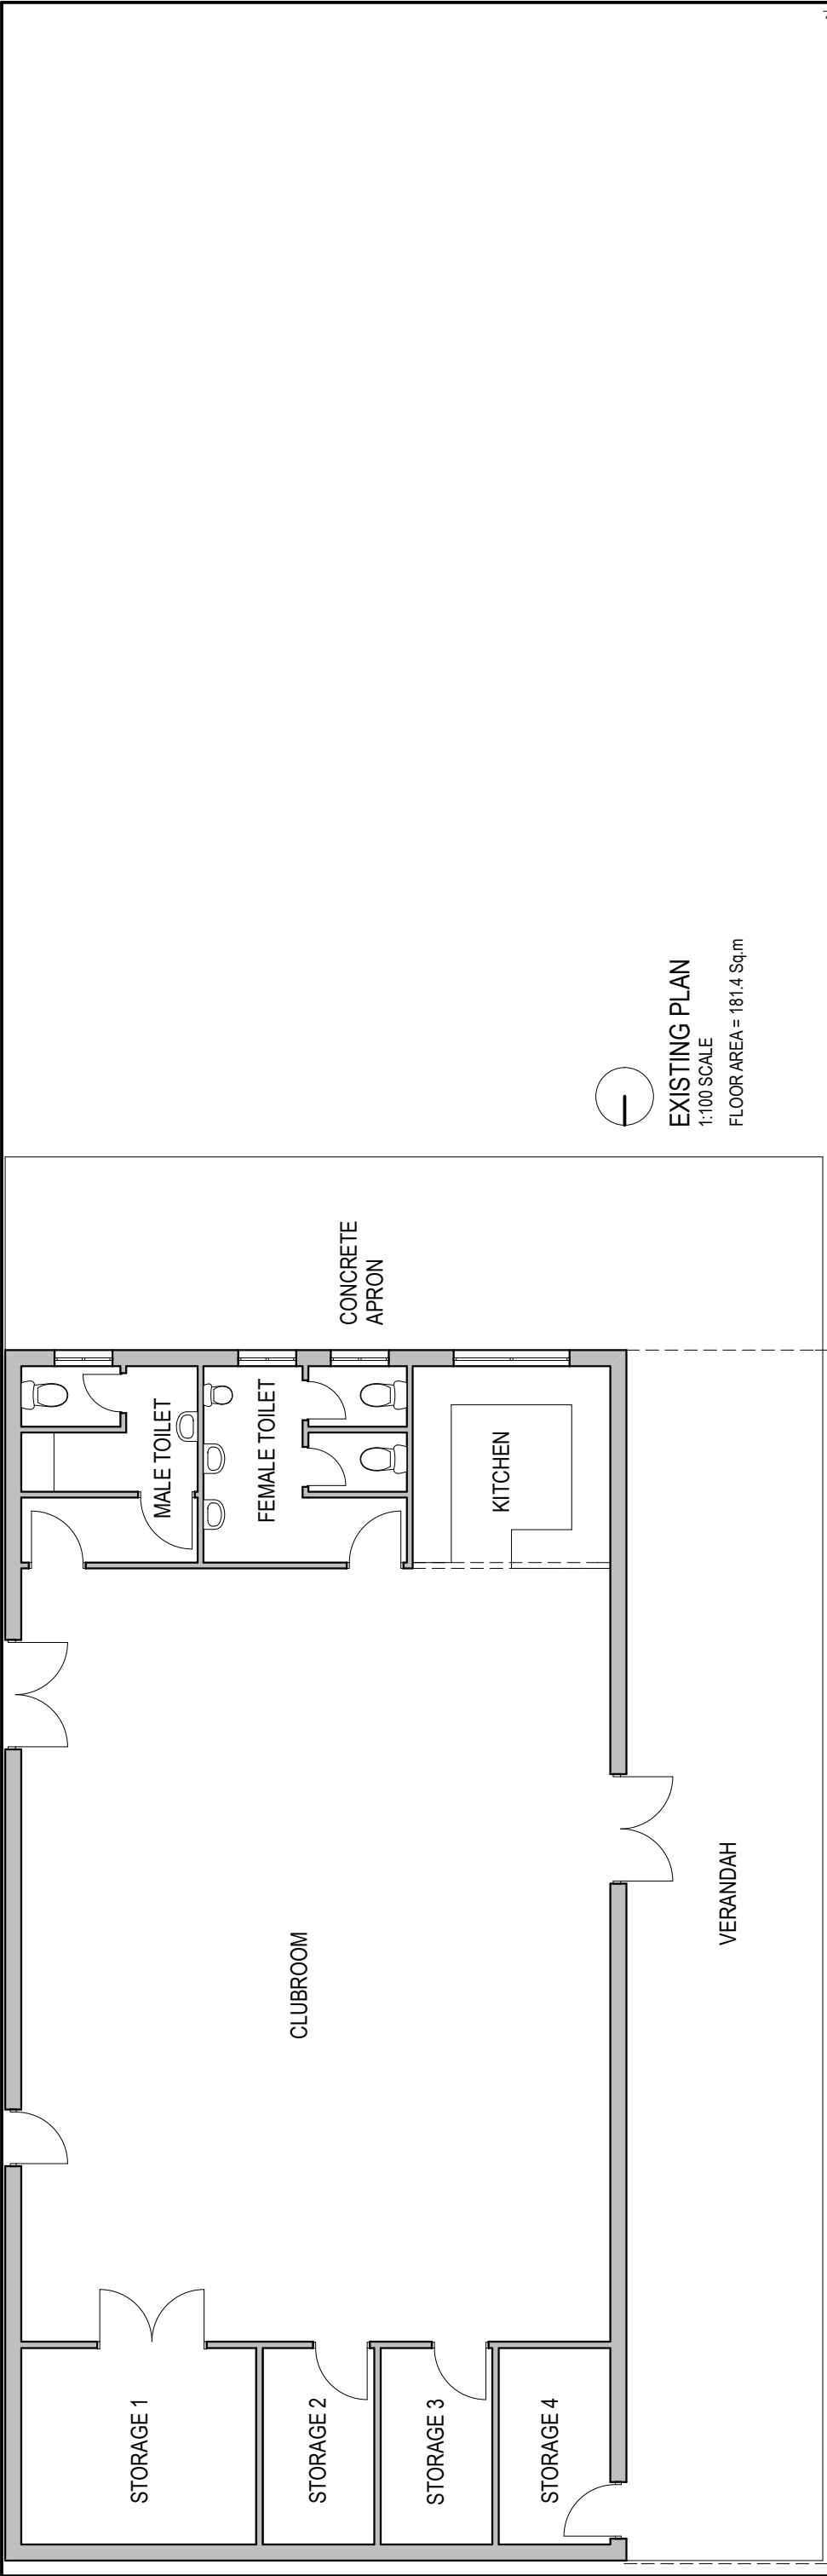 STORAGE 1
STORAGE 2
STORAGE 3
STORAGE 4
CLUBROOM
VERANDAH
MALE TOILET
FEMALE TOILET
KITCHEN
CONCRETE
APRON
EXISTING PLAN
1:100 SCALE
FLOOR AREA = 181.4 Sq.m